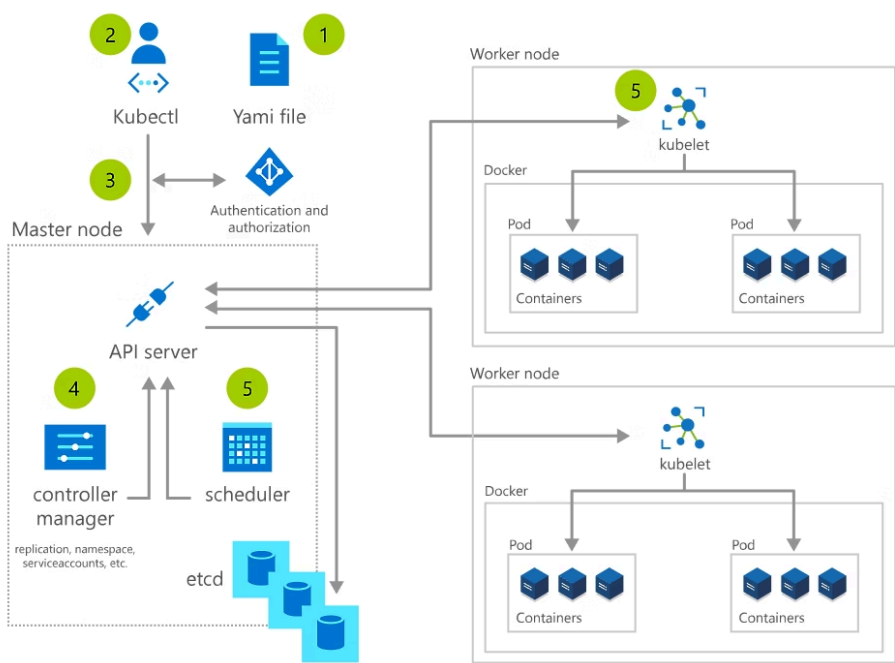 2
1
Kubectl
Yami file
3
Authentication and
authorization
Master node
API server
4
5
controller
manager
scheduler
replication, namespace,
serviceaccounts, etc.
etcd
Worker node
5
kubelet
Docker
Pod
Pod
Containers
Containers
Worker node
kubelet
Docker
Pod
Pod
Containers
Containers